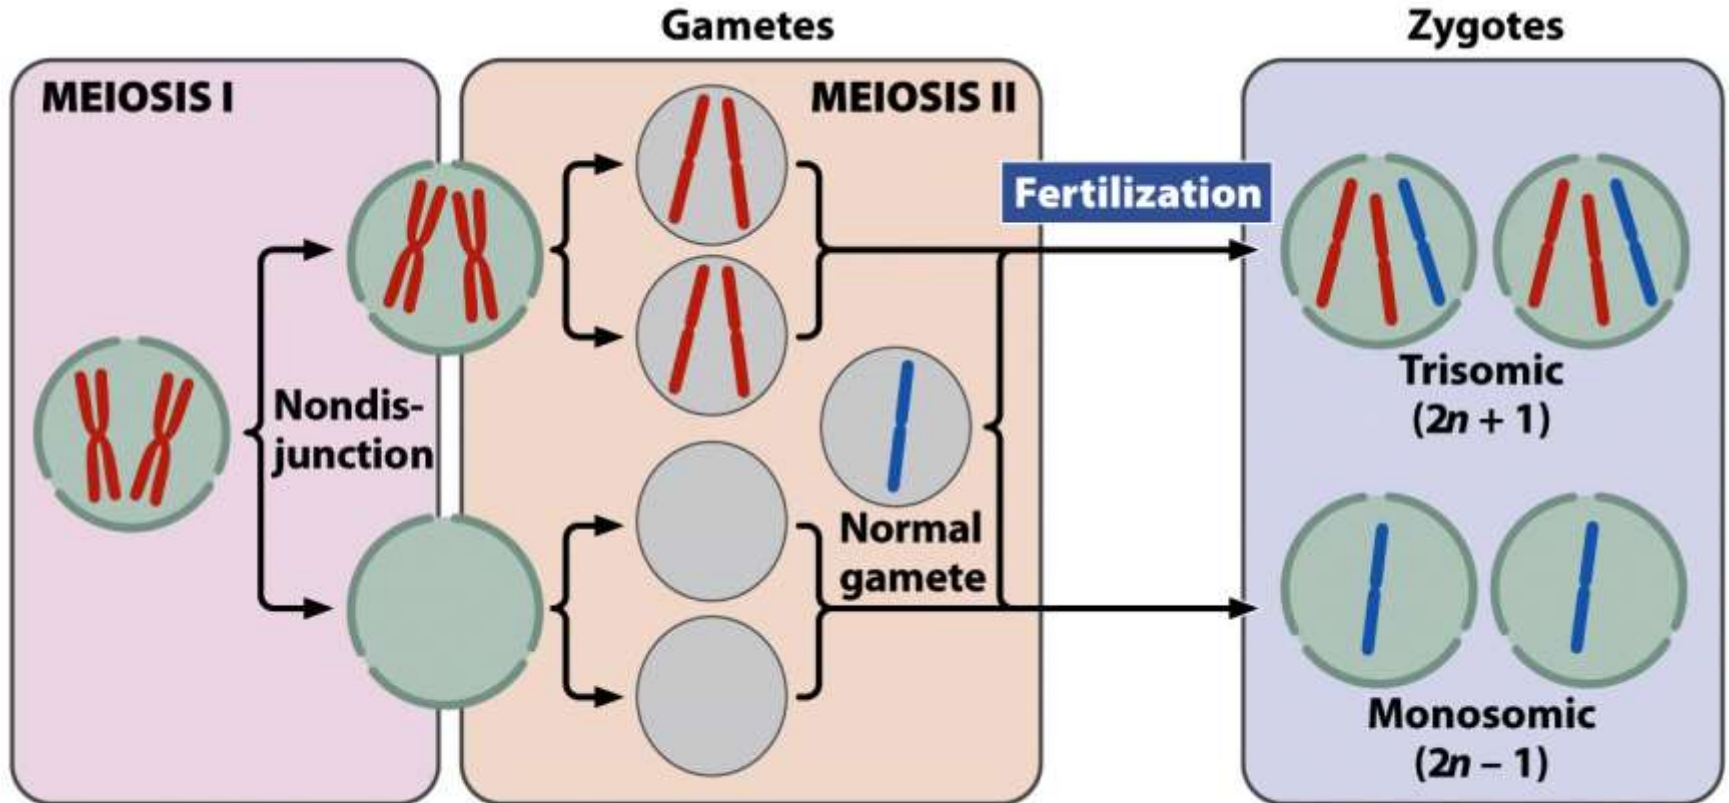 Gametes
Zygotes
MEIOSIS I
MEIOSIS II
Fertilization
Nondis-
junction
Normal
gamete
Trisomic
(2n + 1)
Monosomic
(2n – 1)